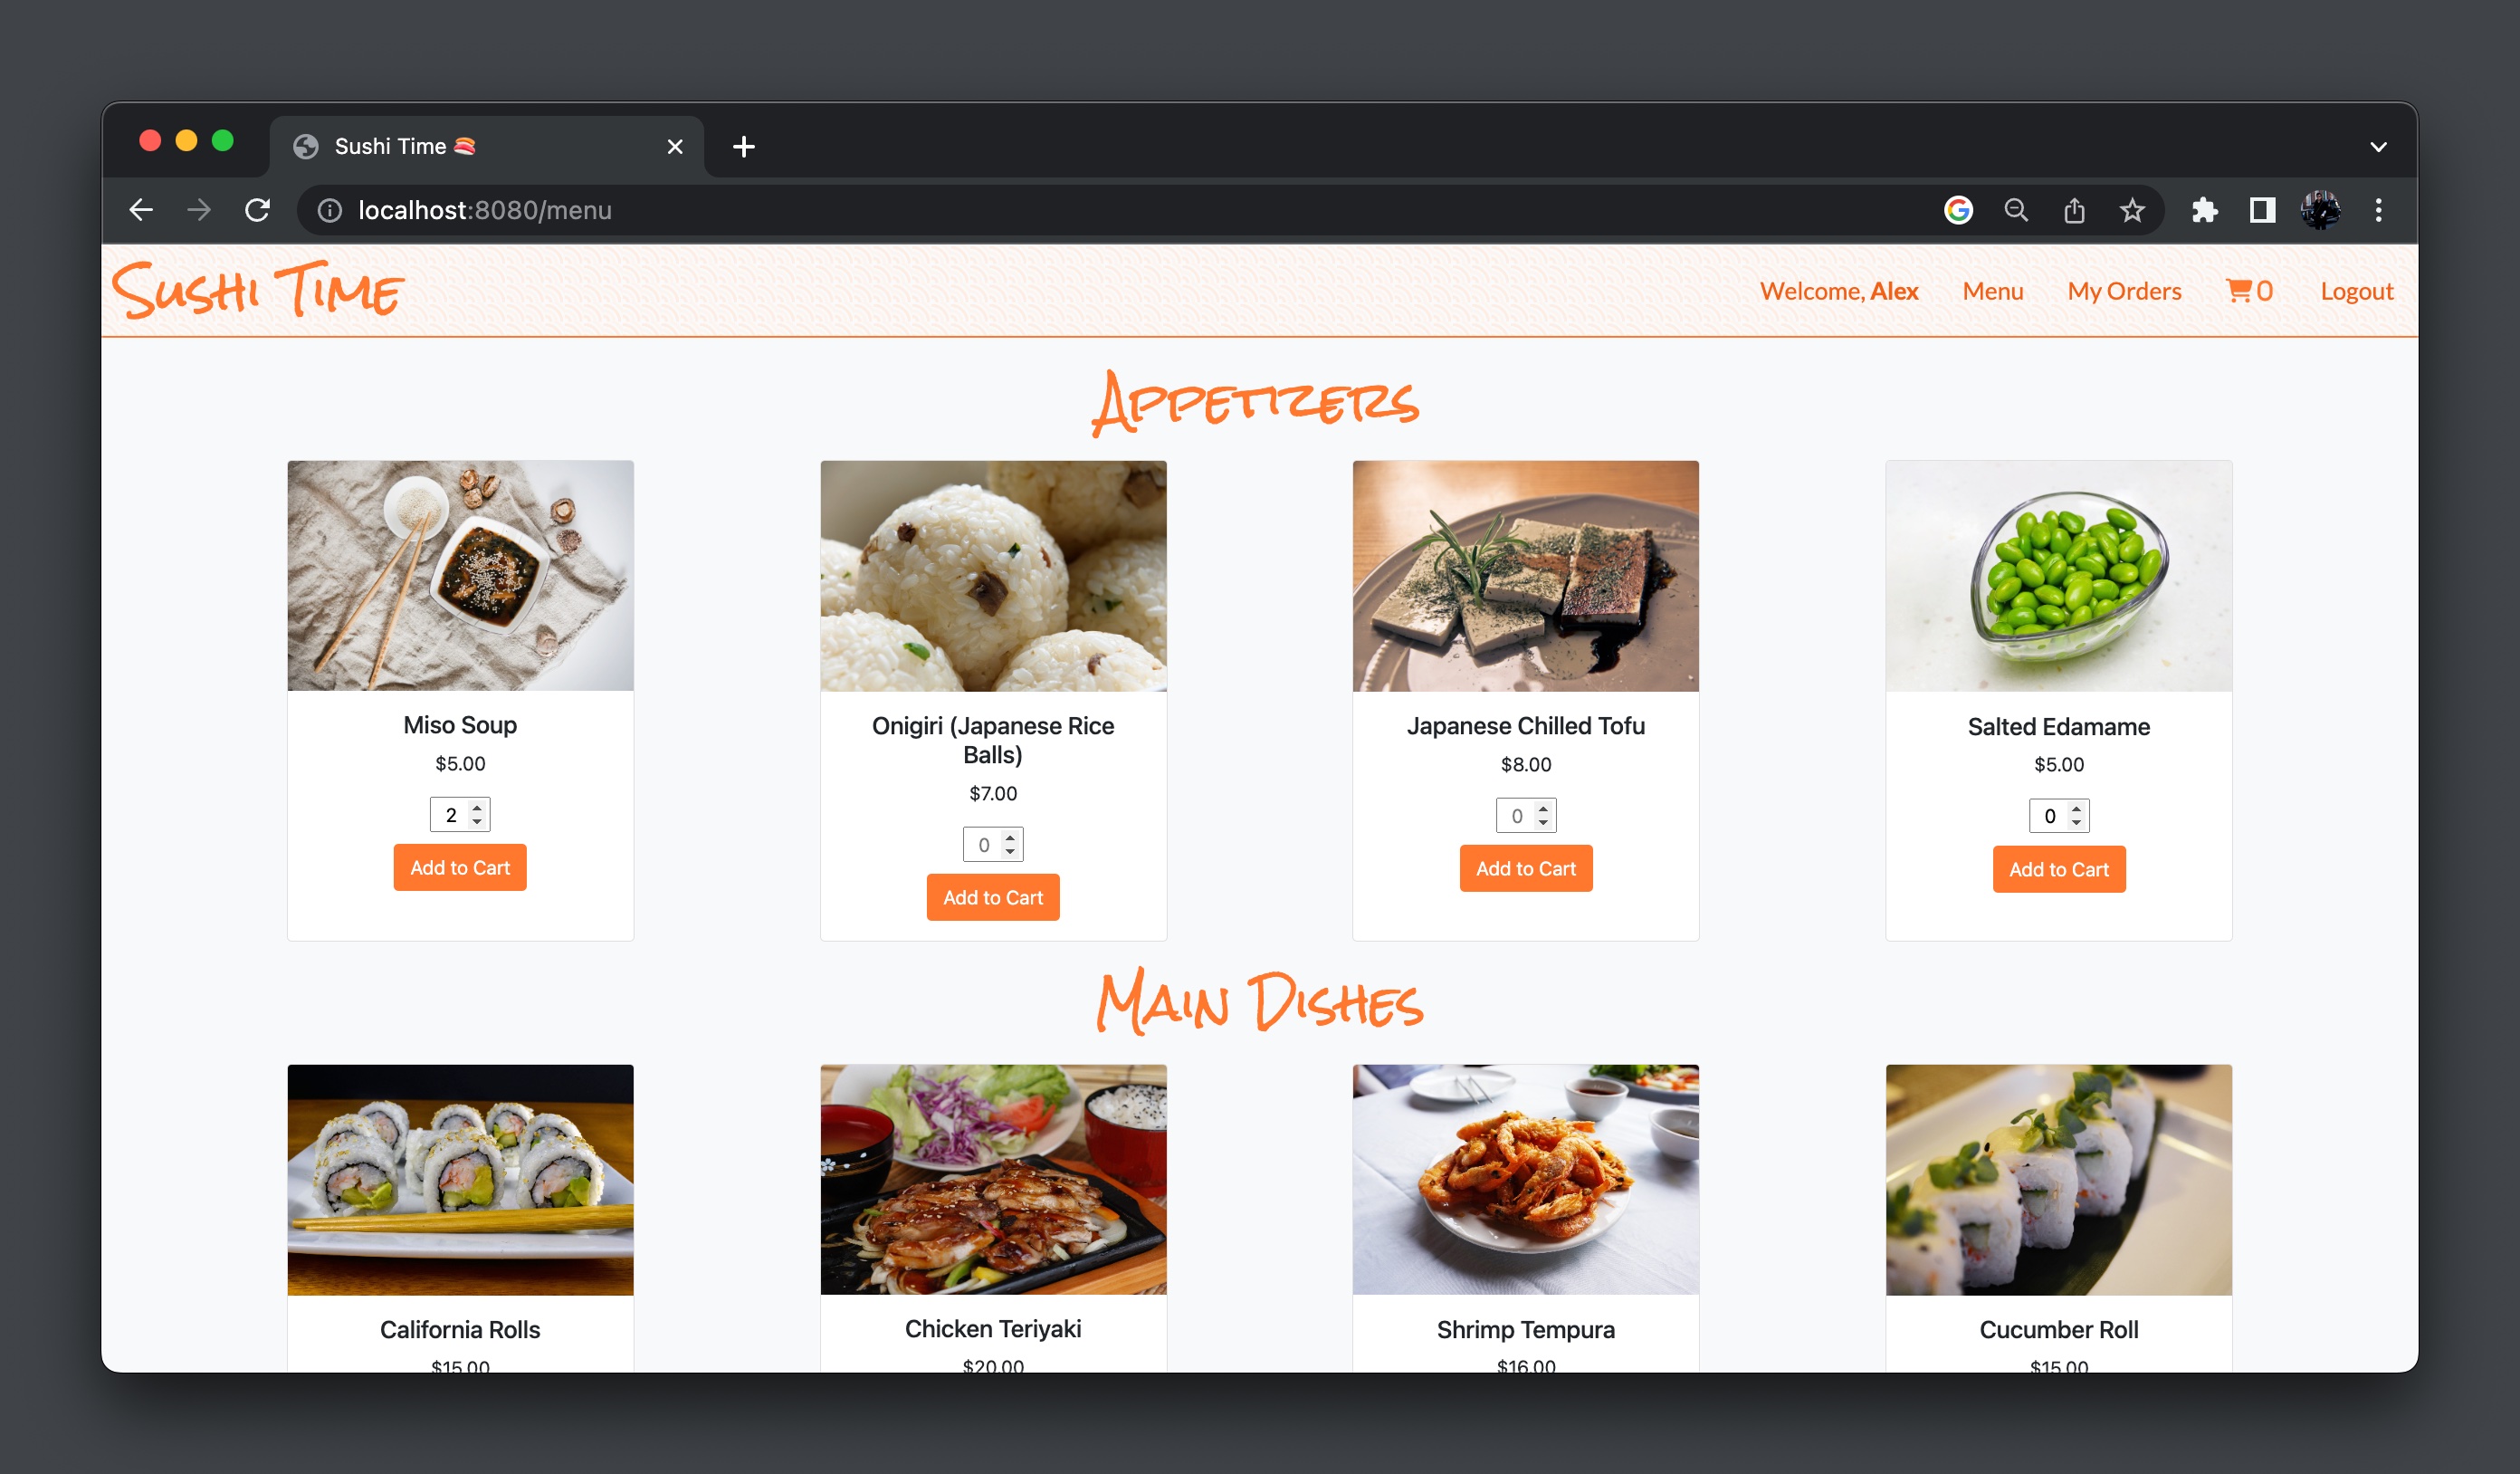 Sushi Time 🍣
localhost:8080/menu
Sushi Time
Welcome, Alex
Menu
My Orders
0
Logout
Appetizers
Miso Soup
$5.00
2
Add to Cart
Onigiri (Japanese Rice
Balls)
$7.00
0
Add to Cart
Japanese Chilled Tofu
$8.00
0
Add to Cart
Salted Edamame
$5.00
0
Add to Cart
Main Dishes
California Rolls
$15.00
Chicken Teriyaki
$20.00
Shrimp Tempura
$16.00
Cucumber Roll
$15.00